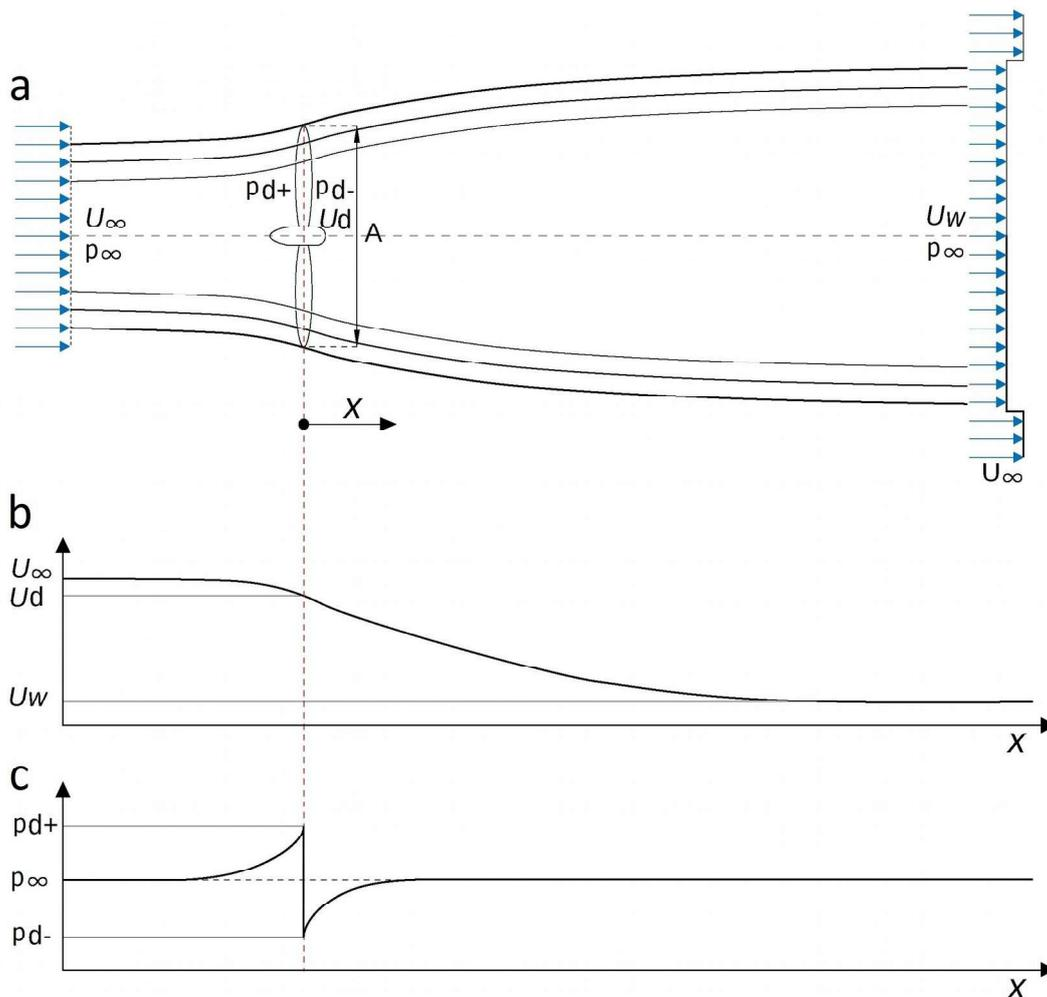 a
pd+ pd-
U∞ Ud A Uw
p∞ p∞
X
U∞
b
U∞
Ud
Uw
X
c
pd+
p∞
pd-
X